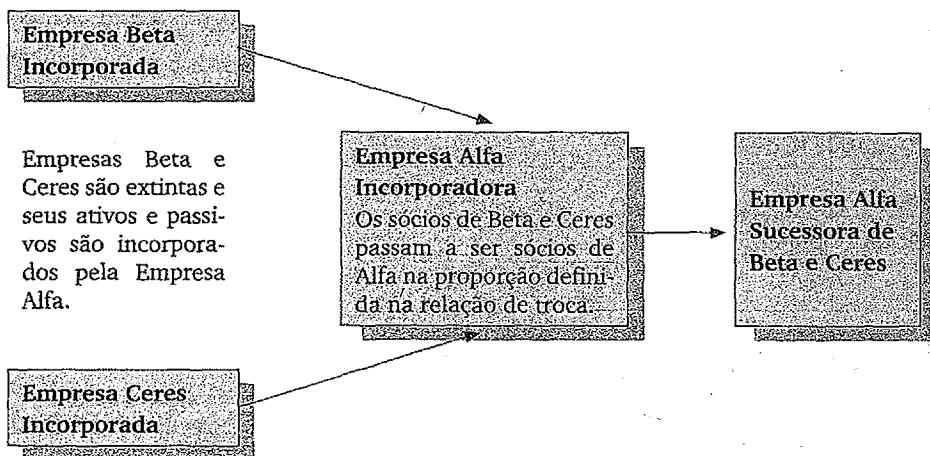 Empresa Beta
Incorporada
Empresas Beta e
Ceres são extintas e
seus ativos e passi-
vos são incorpora-
dos pela Empresa
Alfa.
Empresa Alfa
Incorporadora
Os sócios de Beta e Ceres
passam a ser sócios de
Alfa na proporção defini-
da na relação de troca.
Empresa Alfa
Sucessora de
Beta e Ceres
Empresa Ceres
Incorporada